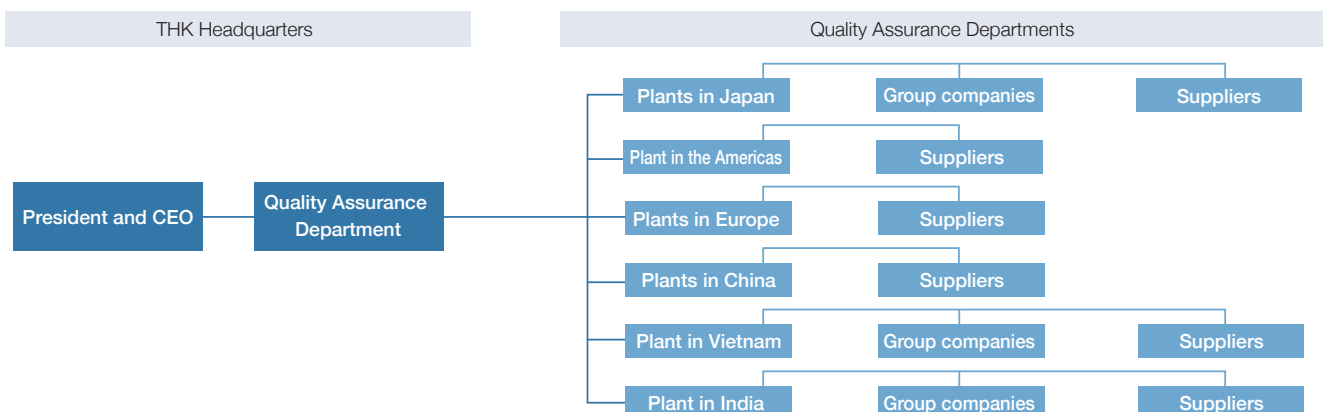 THK Headquarters
Quality Assurance Departments
Plants in Japan
Group companies
Suppliers
Plant in the Americas
Suppliers
President and CEO
Quality Assurance
Department
Plants in Europe
Suppliers
Plants in China
Suppliers
Plant in Vietnam
Group companies
Suppliers
Plant in India
Group companies
Suppliers